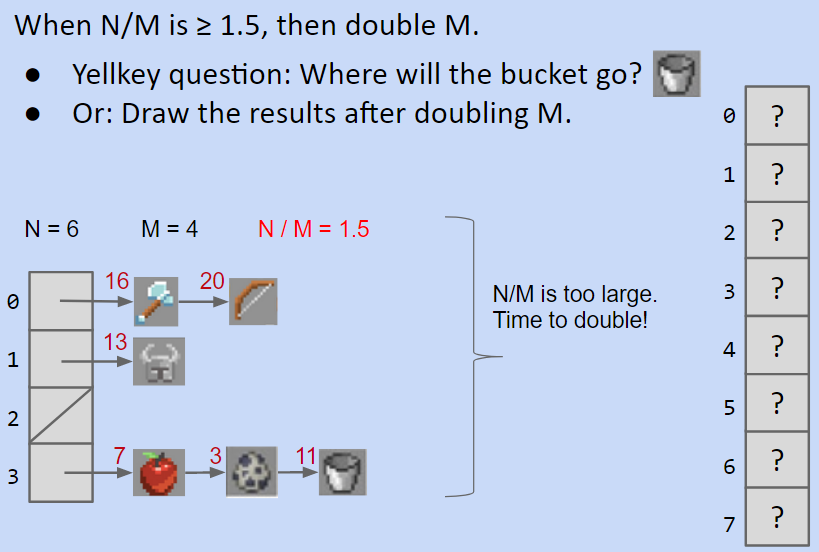 When N/M is ≥ 1.5, then double M.
● Yellkey question: Where will the bucket go?
● Or: Draw the results after doubling M.
N = 6 M = 4 N / M = 1.5
0 16 20
1 13
2
3 7 3 11
N/M is too large.
Time to double!
0 ?
1 ?
2 ?
3 ?
4 ?
5 ?
6 ?
7 ?